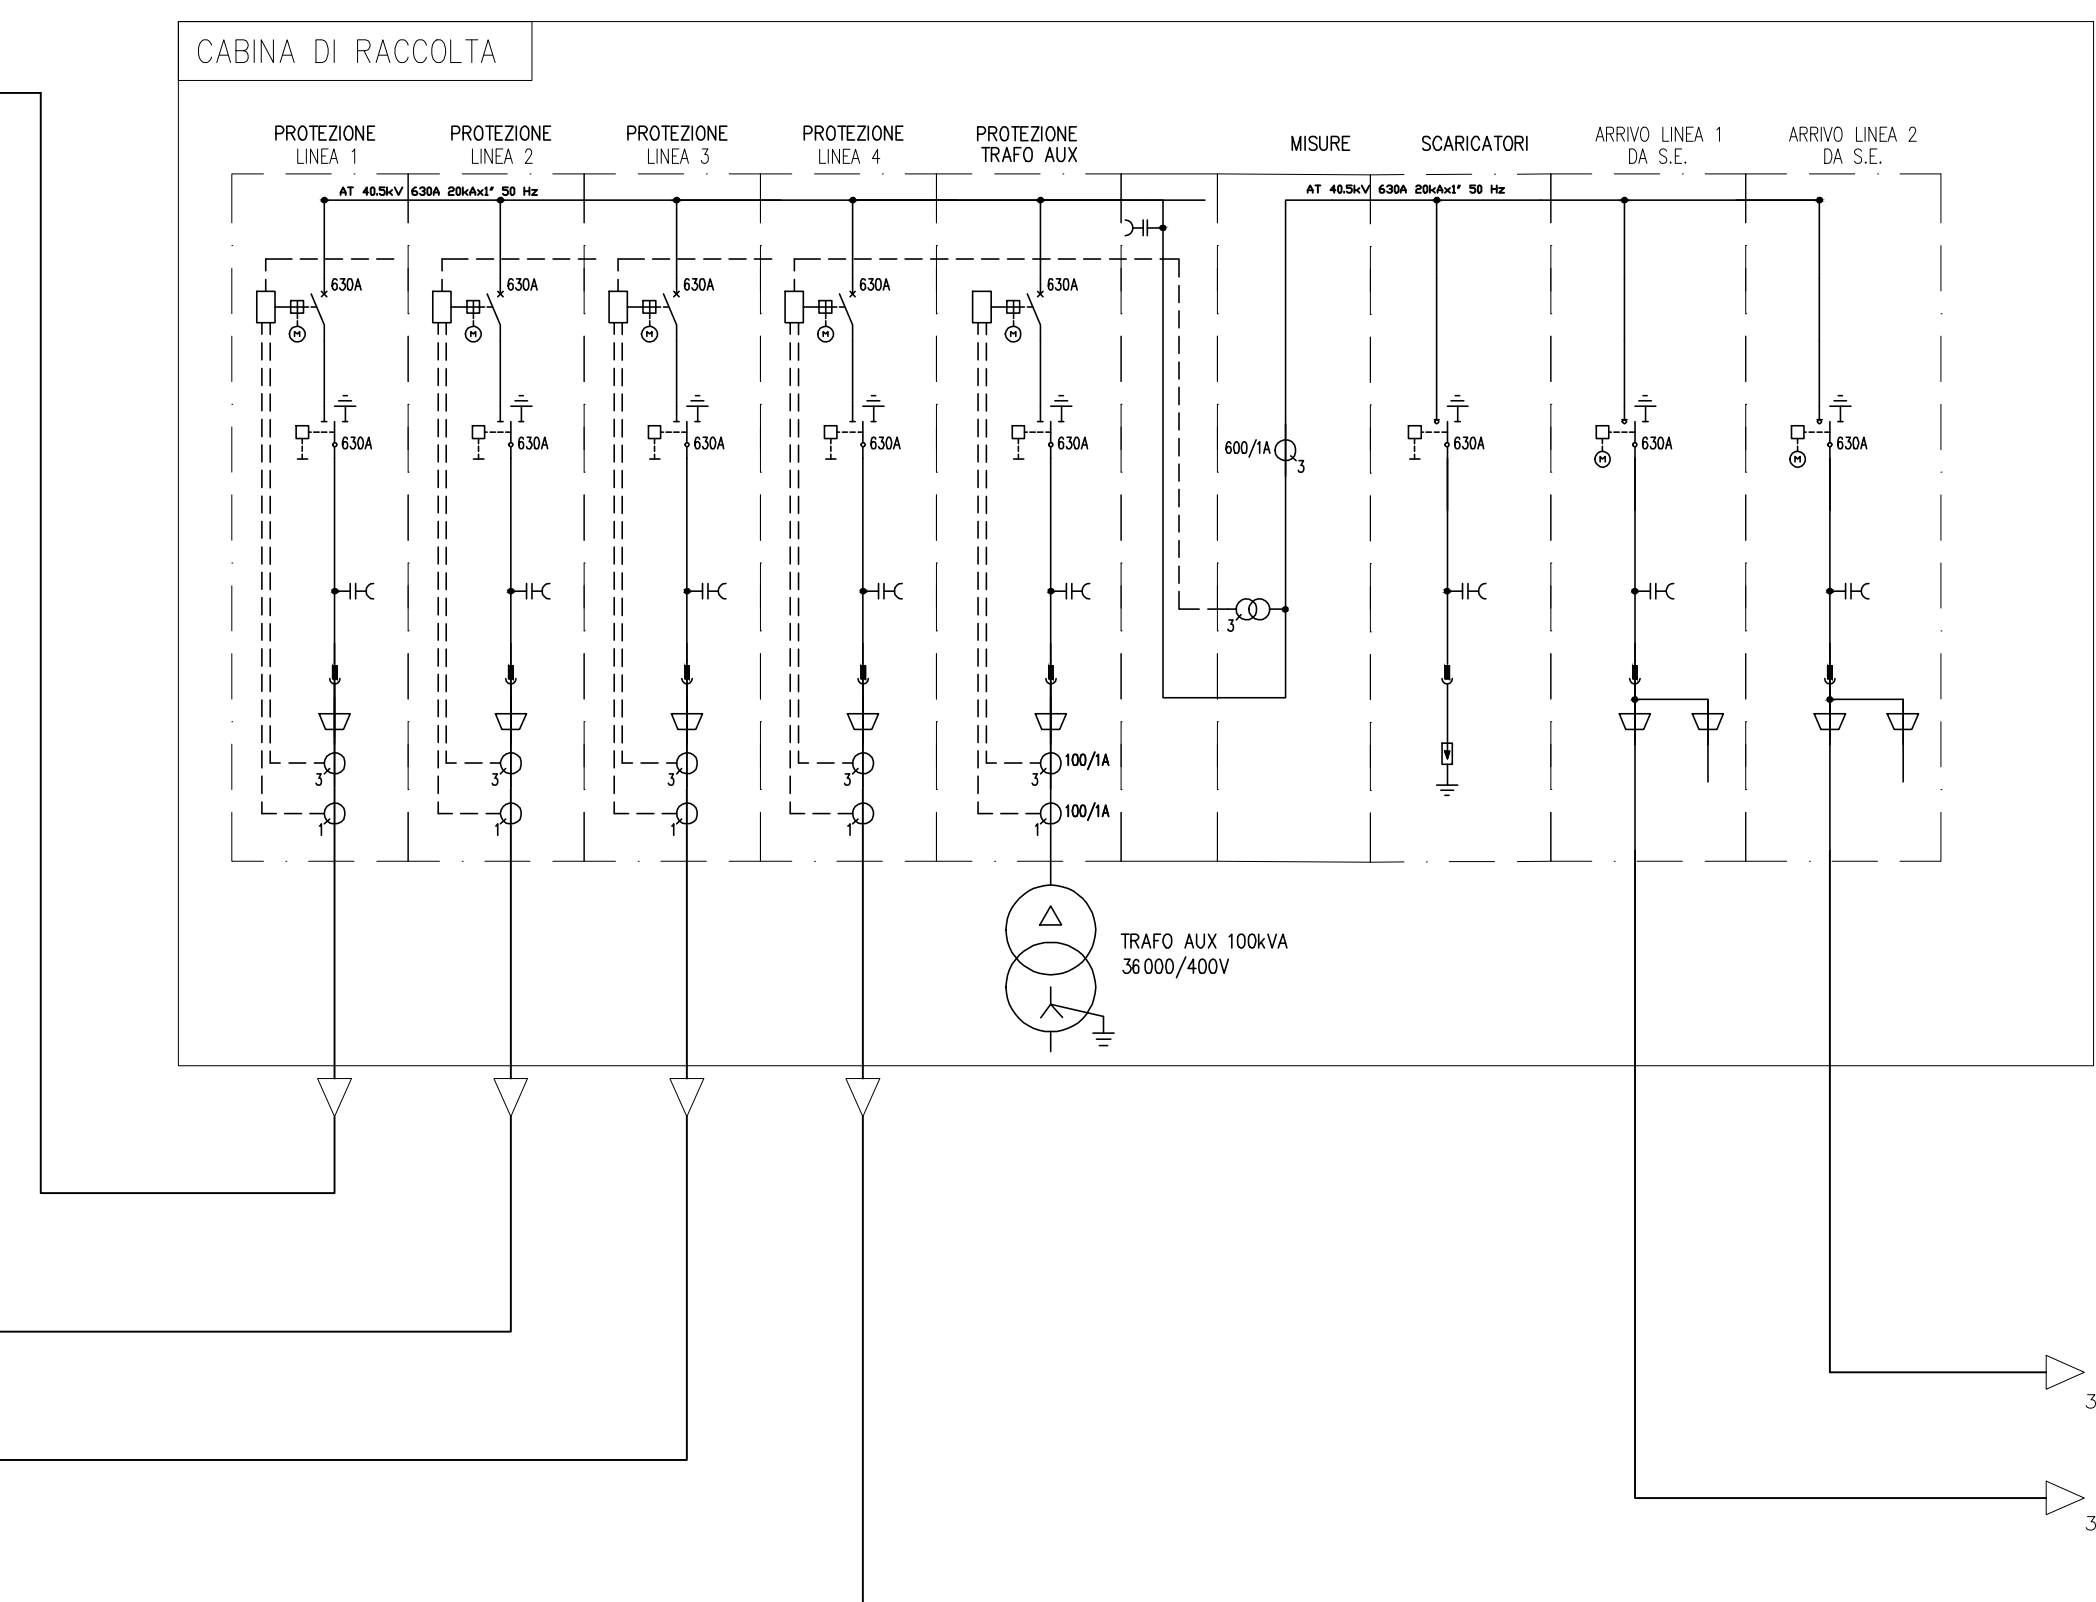 CABINA DI RACCOLTA
PROTEZIONE
LINEA 1
PROTEZIONE
LINEA 2
PROTEZIONE
LINEA 3
PROTEZIONE
LINEA 4
PROTEZIONE
TRAFO AUX
MISURE
SCARICATORI
ARRIVO LINEA 1
DA S.E.
ARRIVO LINEA 2
DA S.E.
AT 40.5kV 630A 20kAx1" 50 Hz
AT 40.5kV 630A 20kAx1" 50 Hz
630A
630A
630A
630A
630A
M
M
M
M
M
630A
630A
630A
630A
630A
600/1A
3
630A
630A
630A
M
M
3
3
3
3
3
3
100/1A
1
1
1
1
1
100/1A
TRAFO AUX 100kVA
36000/400V
3
3